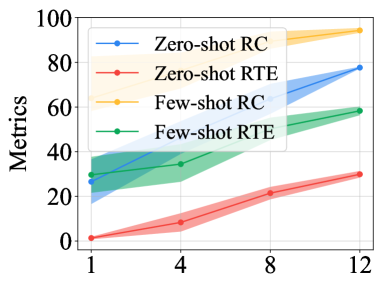 Metrics
100
80
60
40
20
0
Zero-shot RC
Zero-shot RTE
Few-shot RC
Few-shot RTE
1 4 8 12